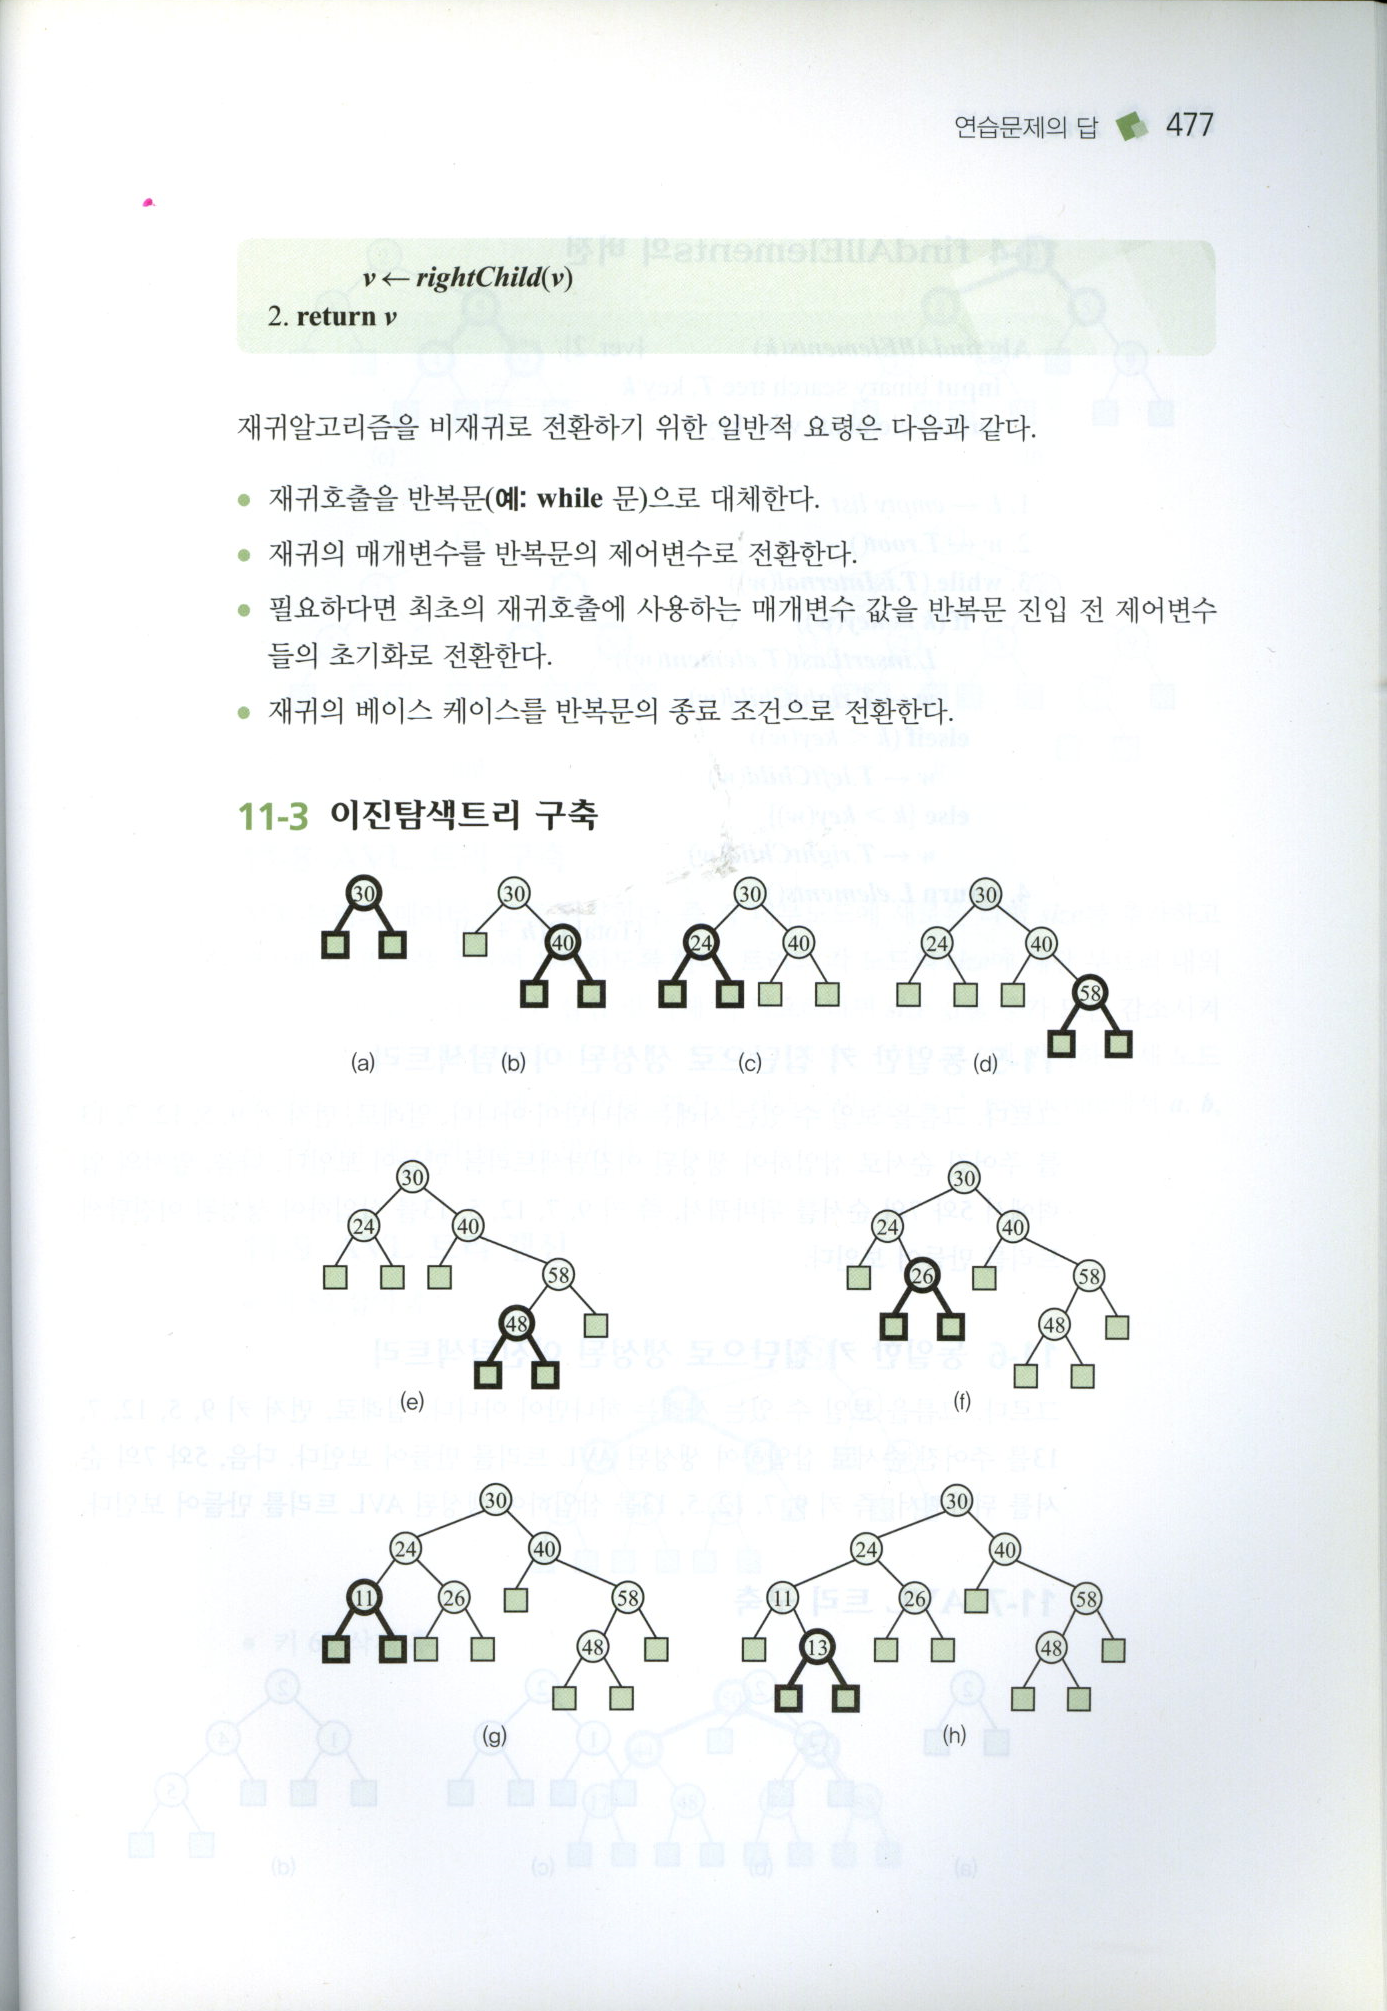 연습문제의 답 477
v ← rightChild(v)
2. return v
재귀알고리즘을 비재귀로 전환하기 위한 일반적 요령은 다음과 같다.
● 재귀호출을 반복문(예: while 문)으로 대체한다.
● 재귀의 매개변수를 반복문의 제어변수로 전환한다.
● 필요하다면 최초의 재귀호출에 사용하는 매개변수 값을 반복문 진입 전 제어변수
들의 초기화로 전환한다.
● 재귀의 베이스 케이스를 반복문의 종료 조건으로 전환한다.
11-3 이진탐색트리 구축
30 30 30 30
40 24 40 24 40
58
(a) (b) (c) (d)
30 30
24 40 24 40
58 26 58
48 48
(e) (f)
30 30
24 40 24 40
11 26 58 11 26 58
48 13 48
(g) (h)